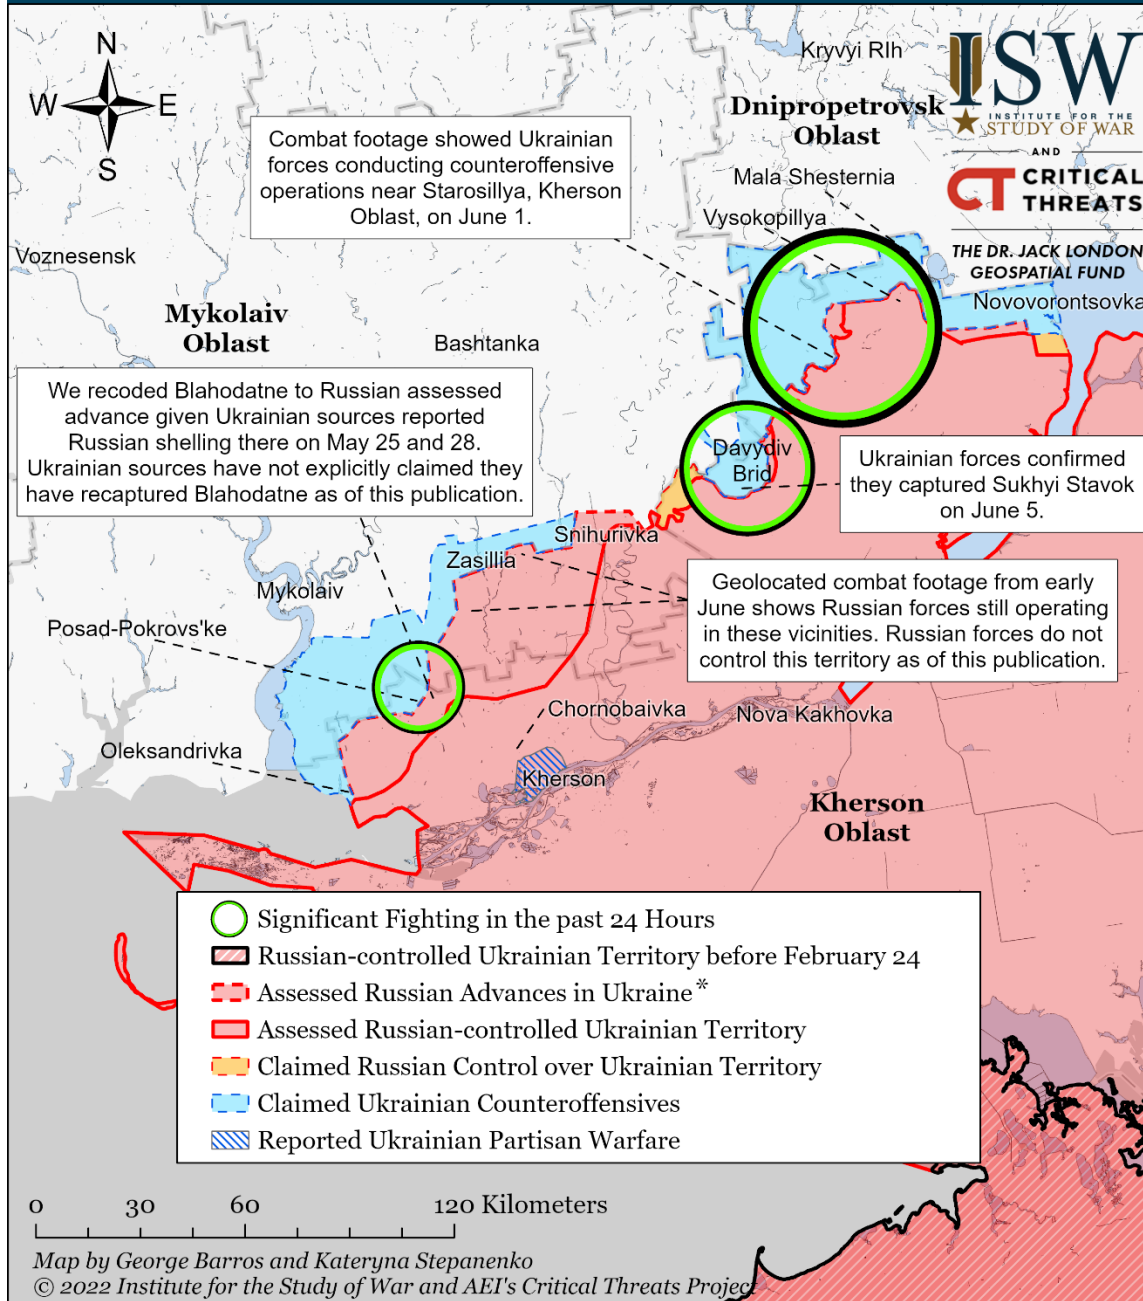 N
W E
S
Kryvyi RIh
ISW
INSTITUTE FOR THE
STUDY OF WAR
AND
CT CRITICAL
THREATS
THE DR. JACK LONDON
GEOSPATIAL FUND
Dnipropetrovsk
Oblast
Combat footage showed Ukrainian
forces conducting counteroffensive
operations near Starosillya, Kherson
Oblast, on June 1.
Mala Shesternia
Vysokopillya
Voznesensk
Novovorontsovka
Mykolaiv
Oblast
Bashtanka
We recoded Blahodatne to Russian assessed
advance given Ukrainian sources reported
Russian shelling there on May 25 and 28.
Ukrainian sources have not explicitly claimed they
have recaptured Blahodatne as of this publication.
Davydiv
Brid
Ukrainian forces confirmed
they captured Sukhyi Stavok
on June 5.
Snihurivka
Zasillia
Mykolaiv
Geolocated combat footage from early
June shows Russian forces still operating
in these vicinities. Russian forces do not
control this territory as of this publication.
Posad-Pokrovs'ke
Chornobaivka
Nova Kakhovka
Oleksandrivka
Kherson
Kherson
Oblast
Significant Fighting in the past 24 Hours
Russian-controlled Ukrainian Territory before February 24
Assessed Russian Advances in Ukraine*
Assessed Russian-controlled Ukrainian Territory
Claimed Russian Control over Ukrainian Territory
Claimed Ukrainian Counteroffensives
Reported Ukrainian Partisan Warfare
0 30 60 120 Kilometers
Map by George Barros and Kateryna Stepanenko
© 2022 Institute for the Study of War and AEI's Critical Threats Project